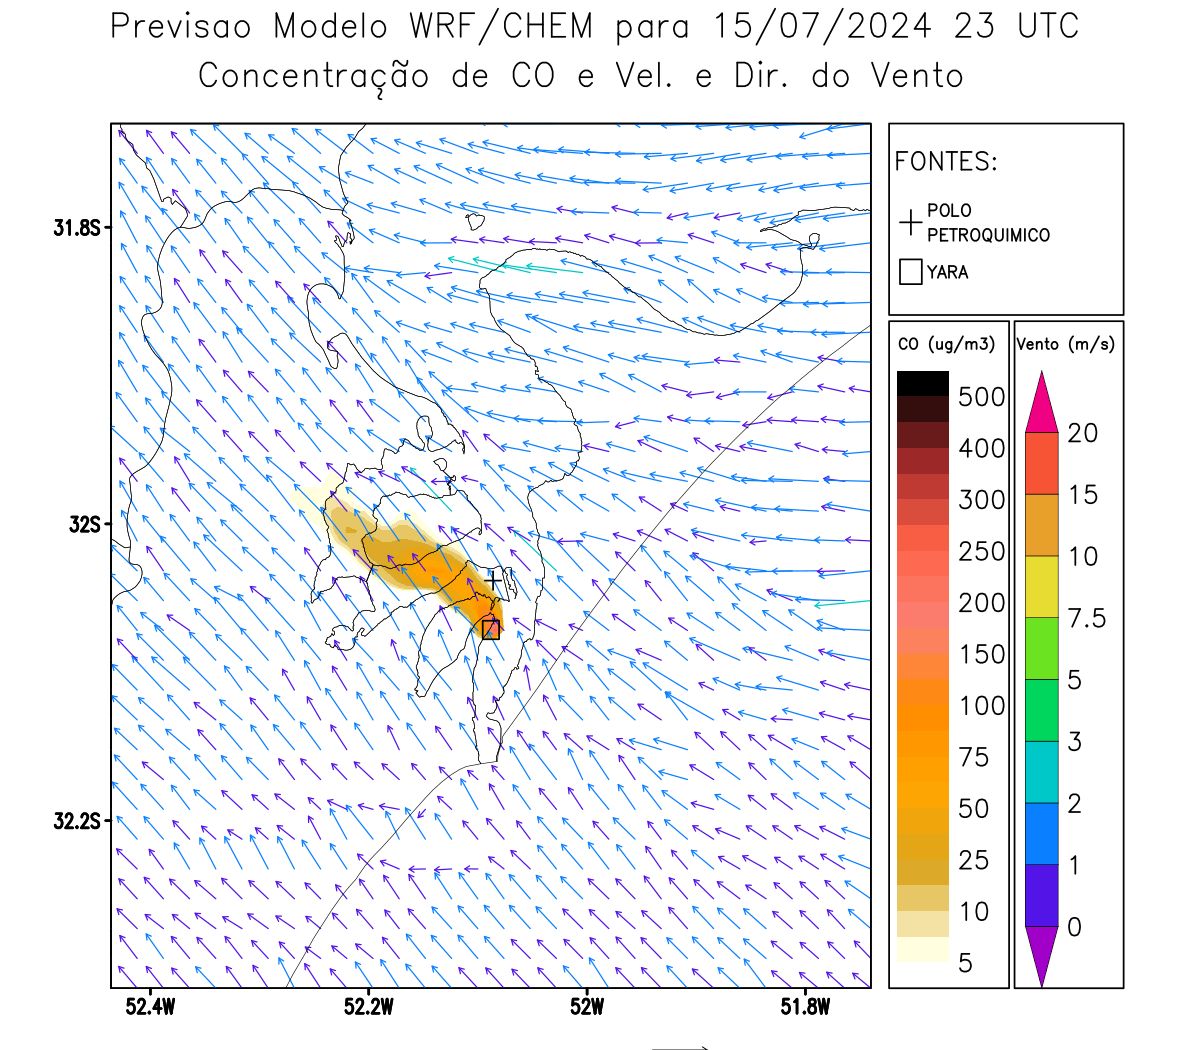 Previsao Modelo WRF/CHEM para 15/07/2024 23 UTC
Concentração de CO e Vel. e Dir. do Vento
FONTES:
POLO
PETROQUIMICO
YARA
CO (ug/m3)
500
400
300
250
200
150
100
75
50
25
10
5
Vento (m/s)
20
15
10
7.5
5
3
2
1
0
31.8S
32S
32.2S
52.4W
52.2W
52W
51.8W